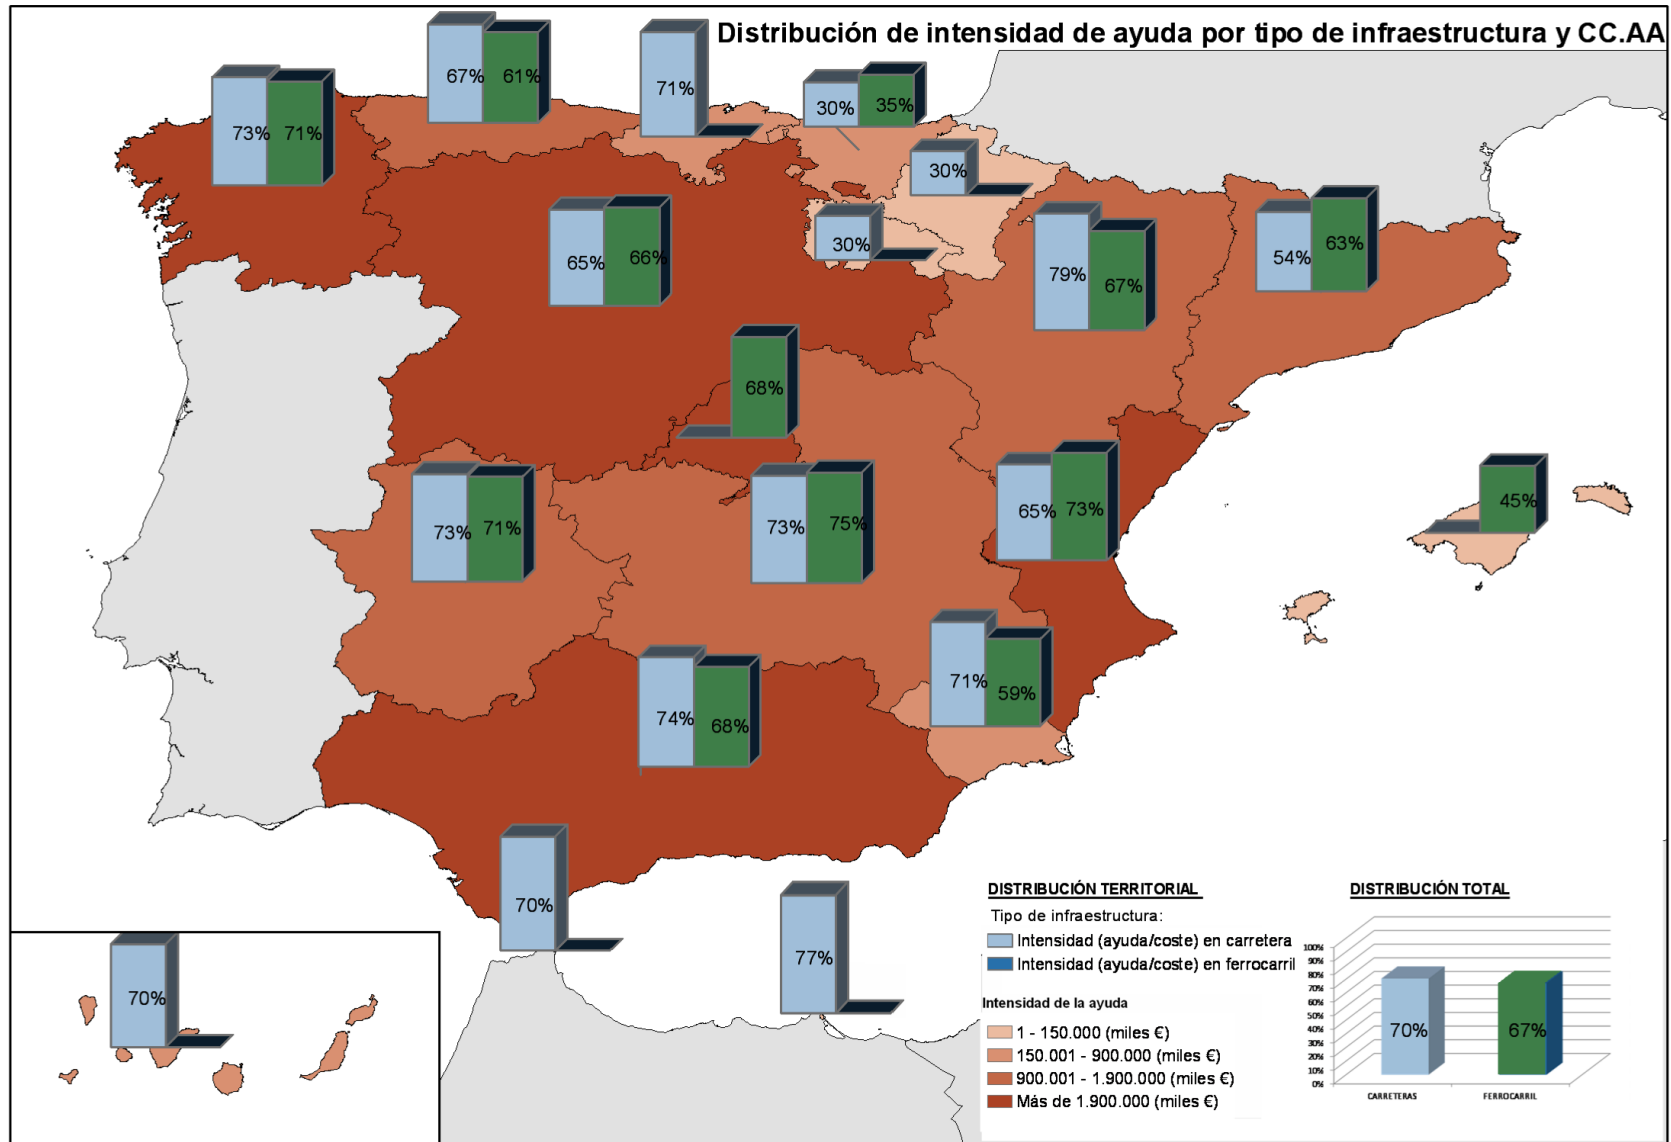 Distribución de intensidad de ayuda por tipo de infraestructura y CC.AA
67% 61%
71%
30% 35%
73% 71%
30%
30%
65% 66%
79% 67%
54% 63%
68%
73% 71%
73% 75%
65% 73%
45%
71% 59%
74% 68%
70%
77%
70%
DISTRIBUCIÓN TERRITORIAL
Tipo de infraestructura:
Intensidad (ayuda/coste) en carretera
Intensidad (ayuda/coste) en ferrocarril
Intensidad de la ayuda
1 - 150.000 (miles €)
150.001 - 900.000 (miles €)
900.001 - 1.900.000 (miles €)
Más de 1.900.000 (miles €)
DISTRIBUCIÓN TOTAL
100%
90%
80%
70%
60%
50%
40%
30%
20%
10%
0%
70% 67%
CARRETERAS FERROCARRIL